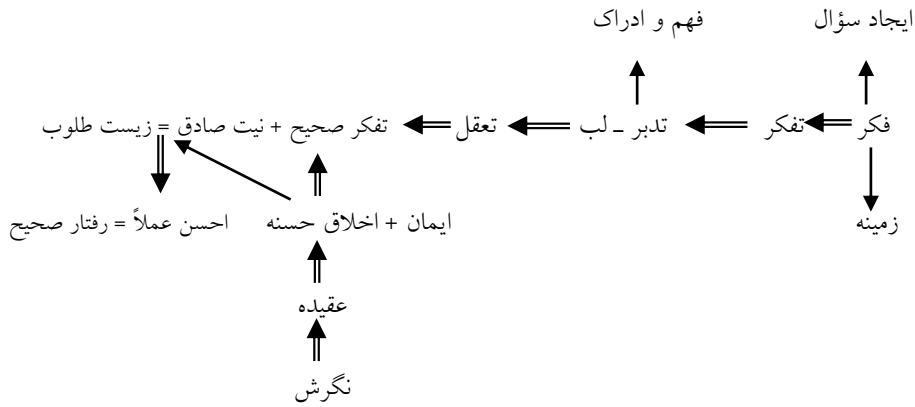 ایجاد سؤال فهم و ادراک
فکر تفکر تدبر – لب تعقل تفکر صحیح + نیت صادق = زیست طلوب
زمینه ایمان + اخلاق حسنه احسن عملاً = رفتار صحیح
عقیده
نگرش